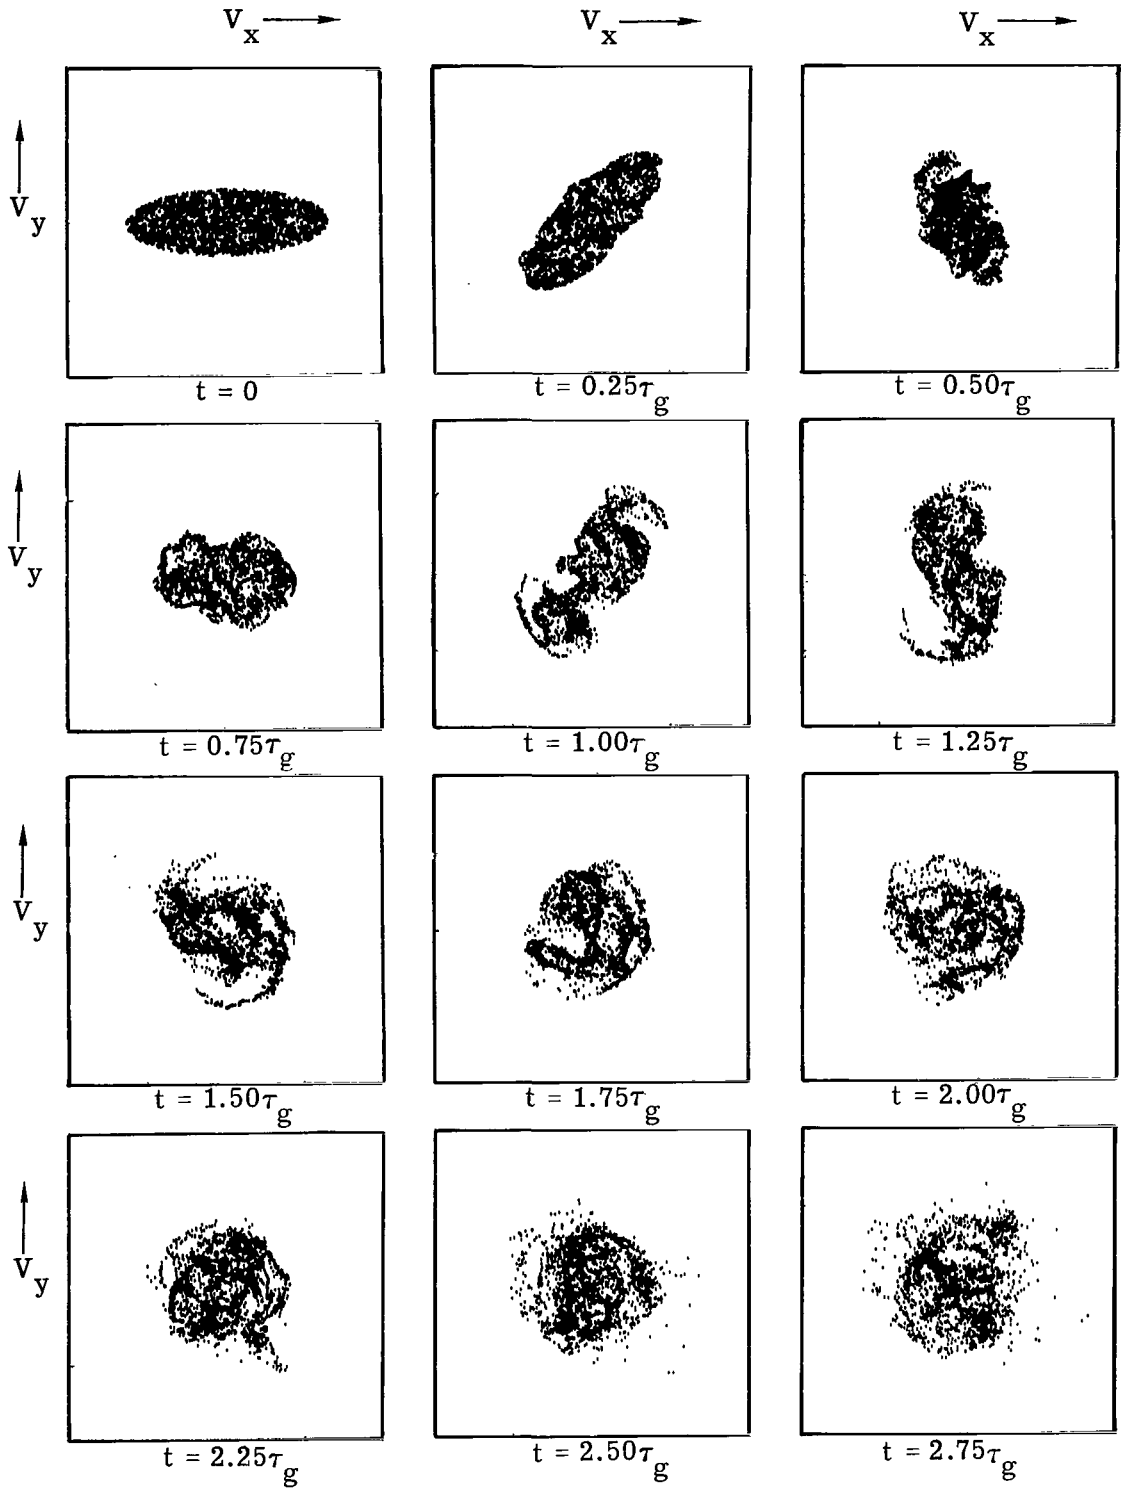 Vx Vx Vx
Vy
t = 0 t = 0.25τg t = 0.50τg
Vy
t = 0.75τg t = 1.00τg t = 1.25τg
Vy
t = 1.50τg t = 1.75τg t = 2.00τg
Vy
t = 2.25τg t = 2.50τg t = 2.75τg